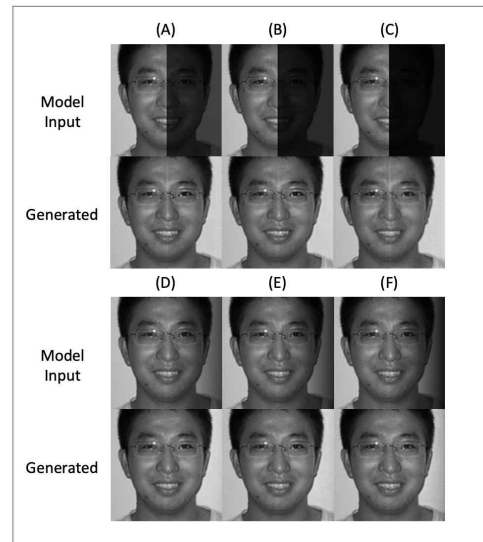 (A) (B) (C)
Model
Input
Generated
(D) (E) (F)
Model
Input
Generated